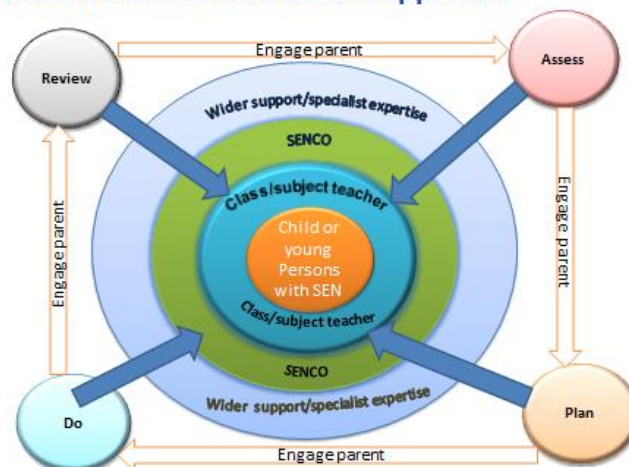 Engage parent
Review
Assess
Wider support/specialist expertise
SENCO
Class/subject teacher
Child or
young
Persons
with SEN
Class/subject teacher
SENCO
Wider support/specialist expertise
Engage parent
Engage parent
Do
Plan
Engage parent